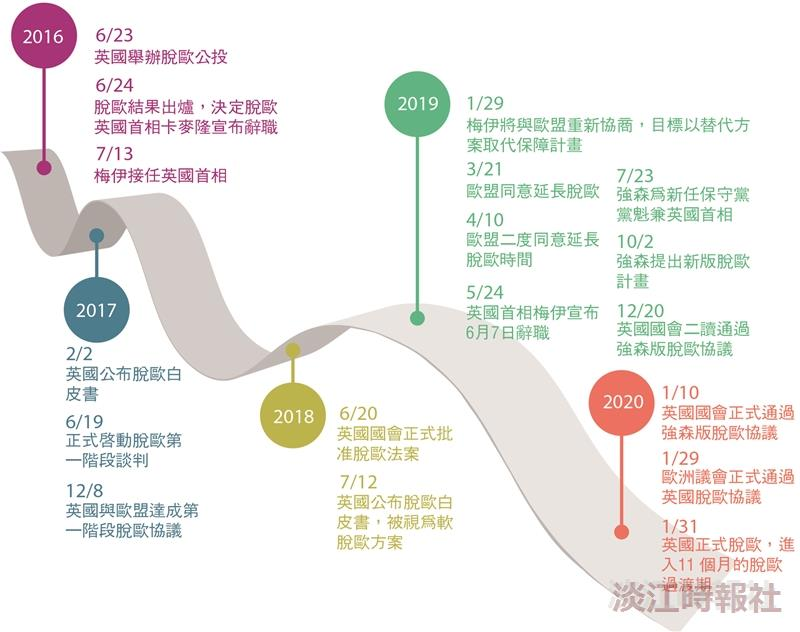 2016
6/23
英國舉辦脫歐公投
6/24
脫歐結果出爐，決定脫歐
英國首相卡麥隆宣布辭職
7/13
梅伊接任英國首相
2017
2/2
英國公布脫歐白
皮書
6/19
正式啓動脫歐第
一階段談判
12/8
英國與歐盟達成第
一階段脫歐協議
2018
6/20
英國國會正式批
准脫歐法案
7/12
英國公布脫歐白
皮書，被視爲軟
脫歐方案
2019
1/29
梅伊將與歐盟重新協商，目標以替代方
案取代保障計畫
3/21
歐盟同意延長脫歐
4/10
歐盟二度同意延長
脫歐時間
5/24
英國首相梅伊宣布
6月7日辭職
7/23
強森爲新任保守黨
黨魁兼英國首相
10/2
強森提出新版脫歐
計畫
12/20
英國國會二讀通過
強森版脫歐協議
2020
1/10
英國國會正式通過
強森版脫歐協議
1/29
歐洲議會正式通過
英國脫歐協議
1/31
英國正式脫歐，進
入11 個月的脫歐
過渡期
淡江時報社